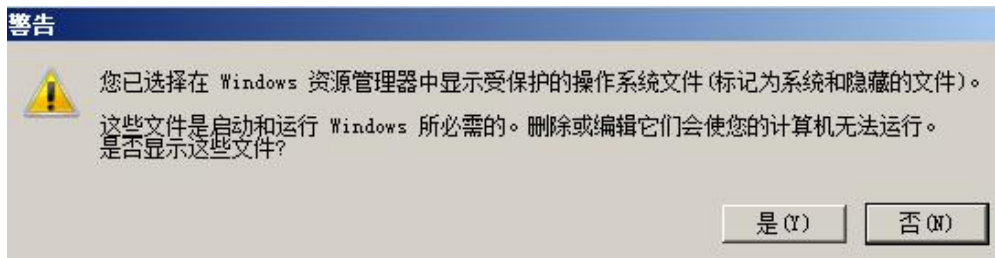 警告
您已选择在 Windows 资源管理器中显示受保护的操作系统文件(标记为系统和隐藏的文件)。
这些文件是启动和运行 Windows 所必需的。删除或编辑它们会使您的计算机无法运行。
是否显示这些文件?
是(Y) 否(N)